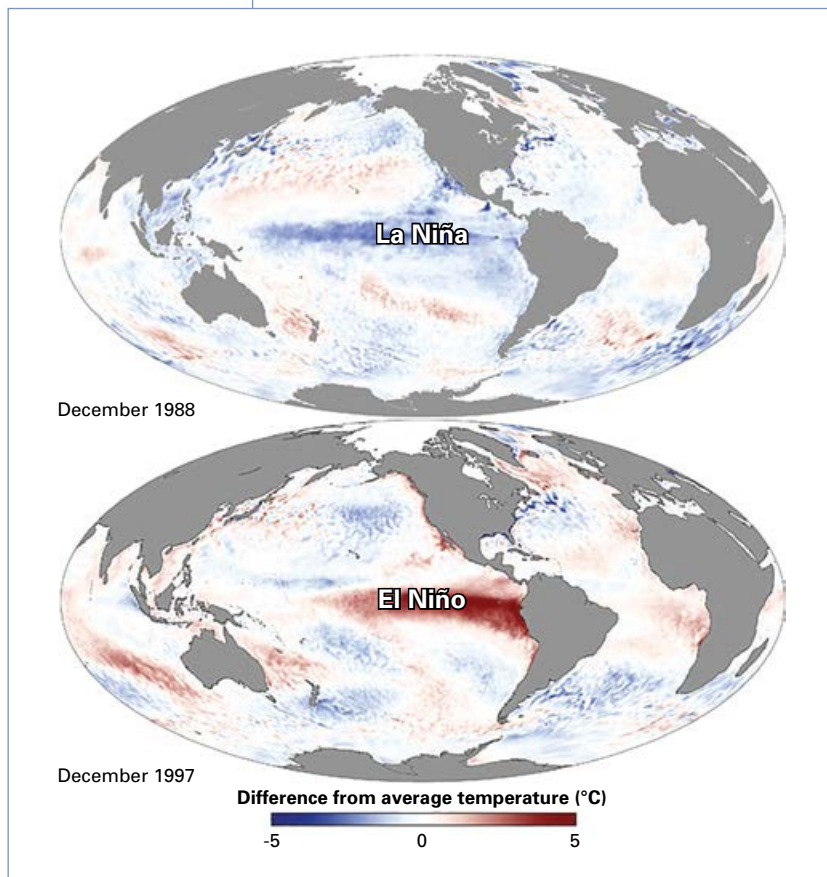 La Niña
December 1988
El Niño
December 1997
Difference from average temperature (°C)
-5 0 5